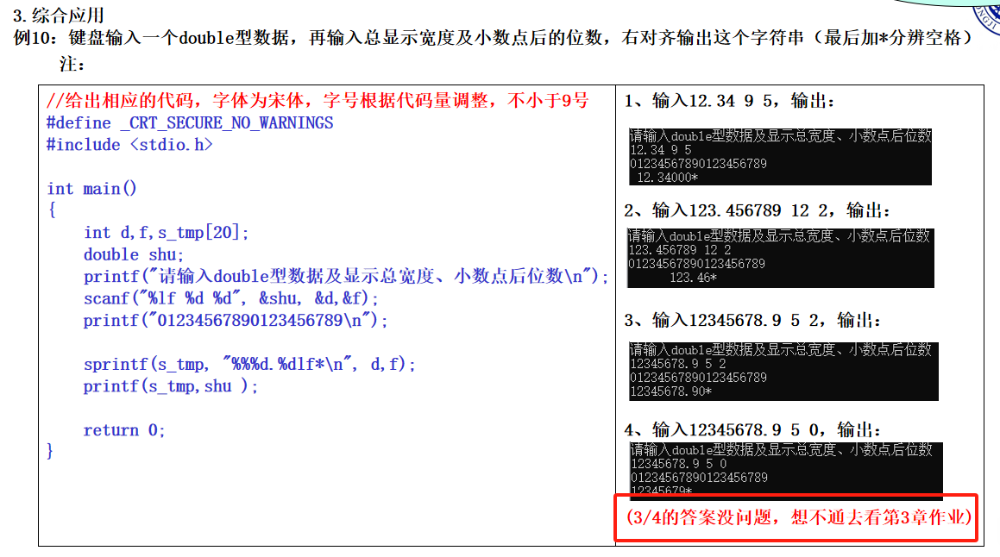 3.综合应用
例10：键盘输入一个double型数据，再输入总显示宽度及小数点后的位数，右对齐输出这个字符串（最后加*分辨空格）
注：
//给出相应的代码，字体为宋体，字号根据代码量调整，不小于9号
#define _CRT_SECURE_NO_WARNINGS
#include <stdio.h>
int main()
{
int d,f,s_tmp[20];
double shu;
printf("请输入double型数据及显示总宽度、小数点后位数\n");
scanf("%lf %d %d", &shu, &d,&f);
printf("01234567890123456789\n");
sprintf(s_tmp, "%%%d.%dlf*\n", d,f);
printf(s_tmp,shu );
return 0;
}
1、输入12.34 9 5，输出：
请输入double型数据及显示总宽度、小数点后位数
12.34 9 5
01234567890123456789
 12.34000*
2、输入123.456789 12 2，输出：
请输入double型数据及显示总宽度、小数点后位数
123.456789 12 2
01234567890123456789
      123.46*
3、输入12345678.9 5 2，输出：
请输入double型数据及显示总宽度、小数点后位数
12345678.9 5 2
01234567890123456789
12345678.90*
4、输入12345678.9 5 0，输出：
请输入double型数据及显示总宽度、小数点后位数
12345678.9 5 0
01234567890123456789
12345679*
(3/4的答案没问题，想不通去看第3章作业)